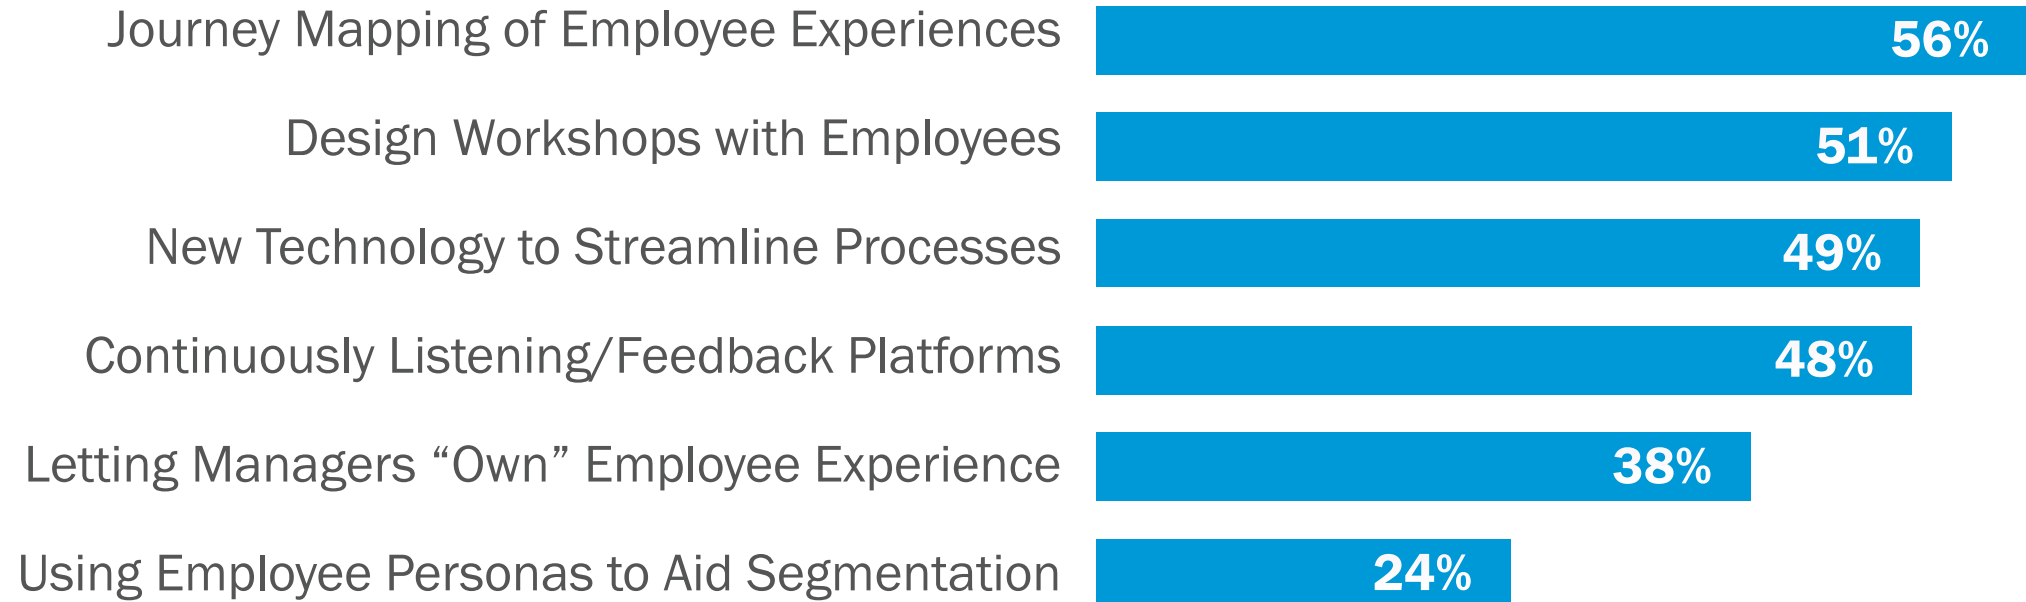 Journey Mapping of Employee Experiences 56%
Design Workshops with Employees 51%
New Technology to Streamline Processes 49%
Continuously Listening/Feedback Platforms 48%
Letting Managers “Own” Employee Experience 38%
Using Employee Personas to Aid Segmentation 24%